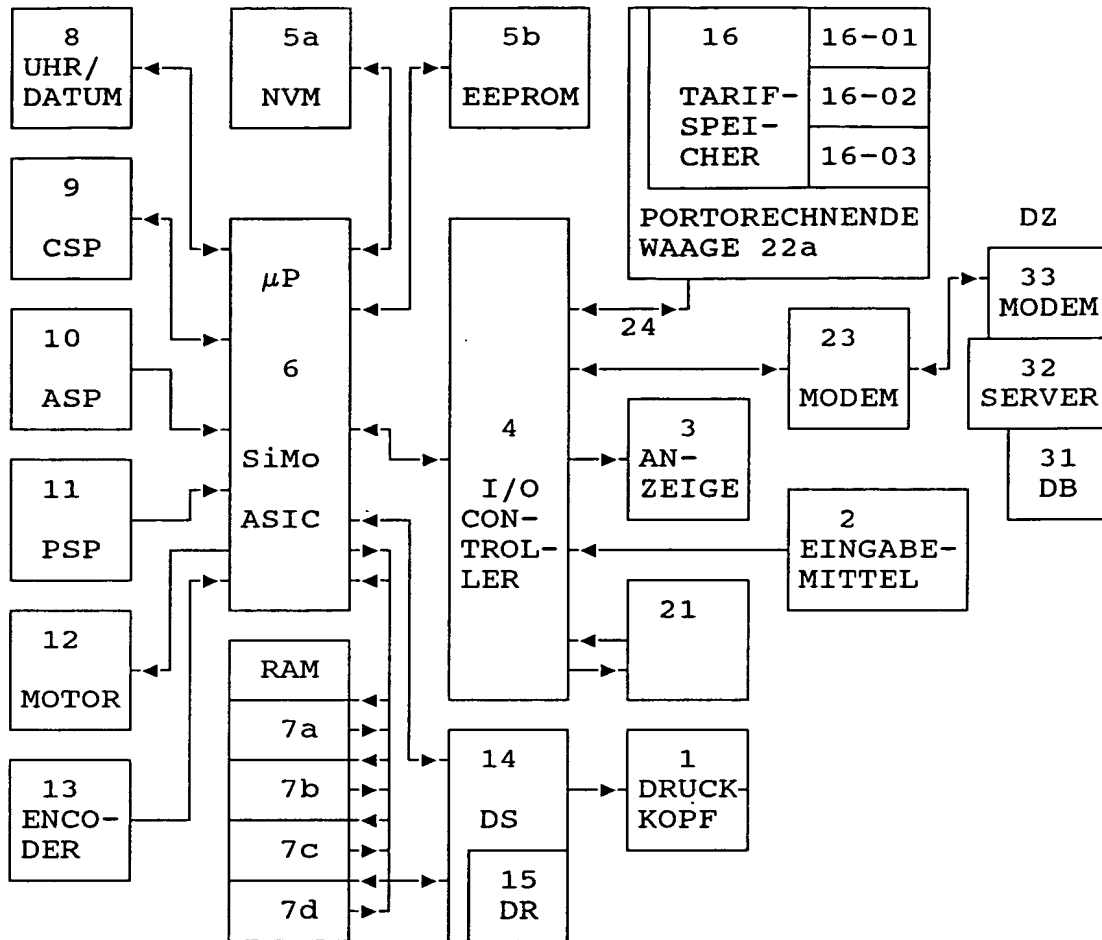 8
UHR/
DATUM
5a
NVM
5b
EEPROM
16
TARIF-
SPEI-
CHER
16-01
16-02
16-03
PORTORECHNENDE
WAAGE 22a
9
CSP
10
ASP
11
PSP
12
MOTOR
13
ENCO-
DER
μP
6
SiMo
ASIC
RAM
7a
7b
7c
7d
4
I/O
CON-
TROL-
LER
24
23
MODEM
DZ
33
MODEM
32
SERVER
31
DB
3
AN-
ZEIGE
2
EINGABE-
MITTEL
21
14
DS
15
DR
1
DRUCK-
KOPF